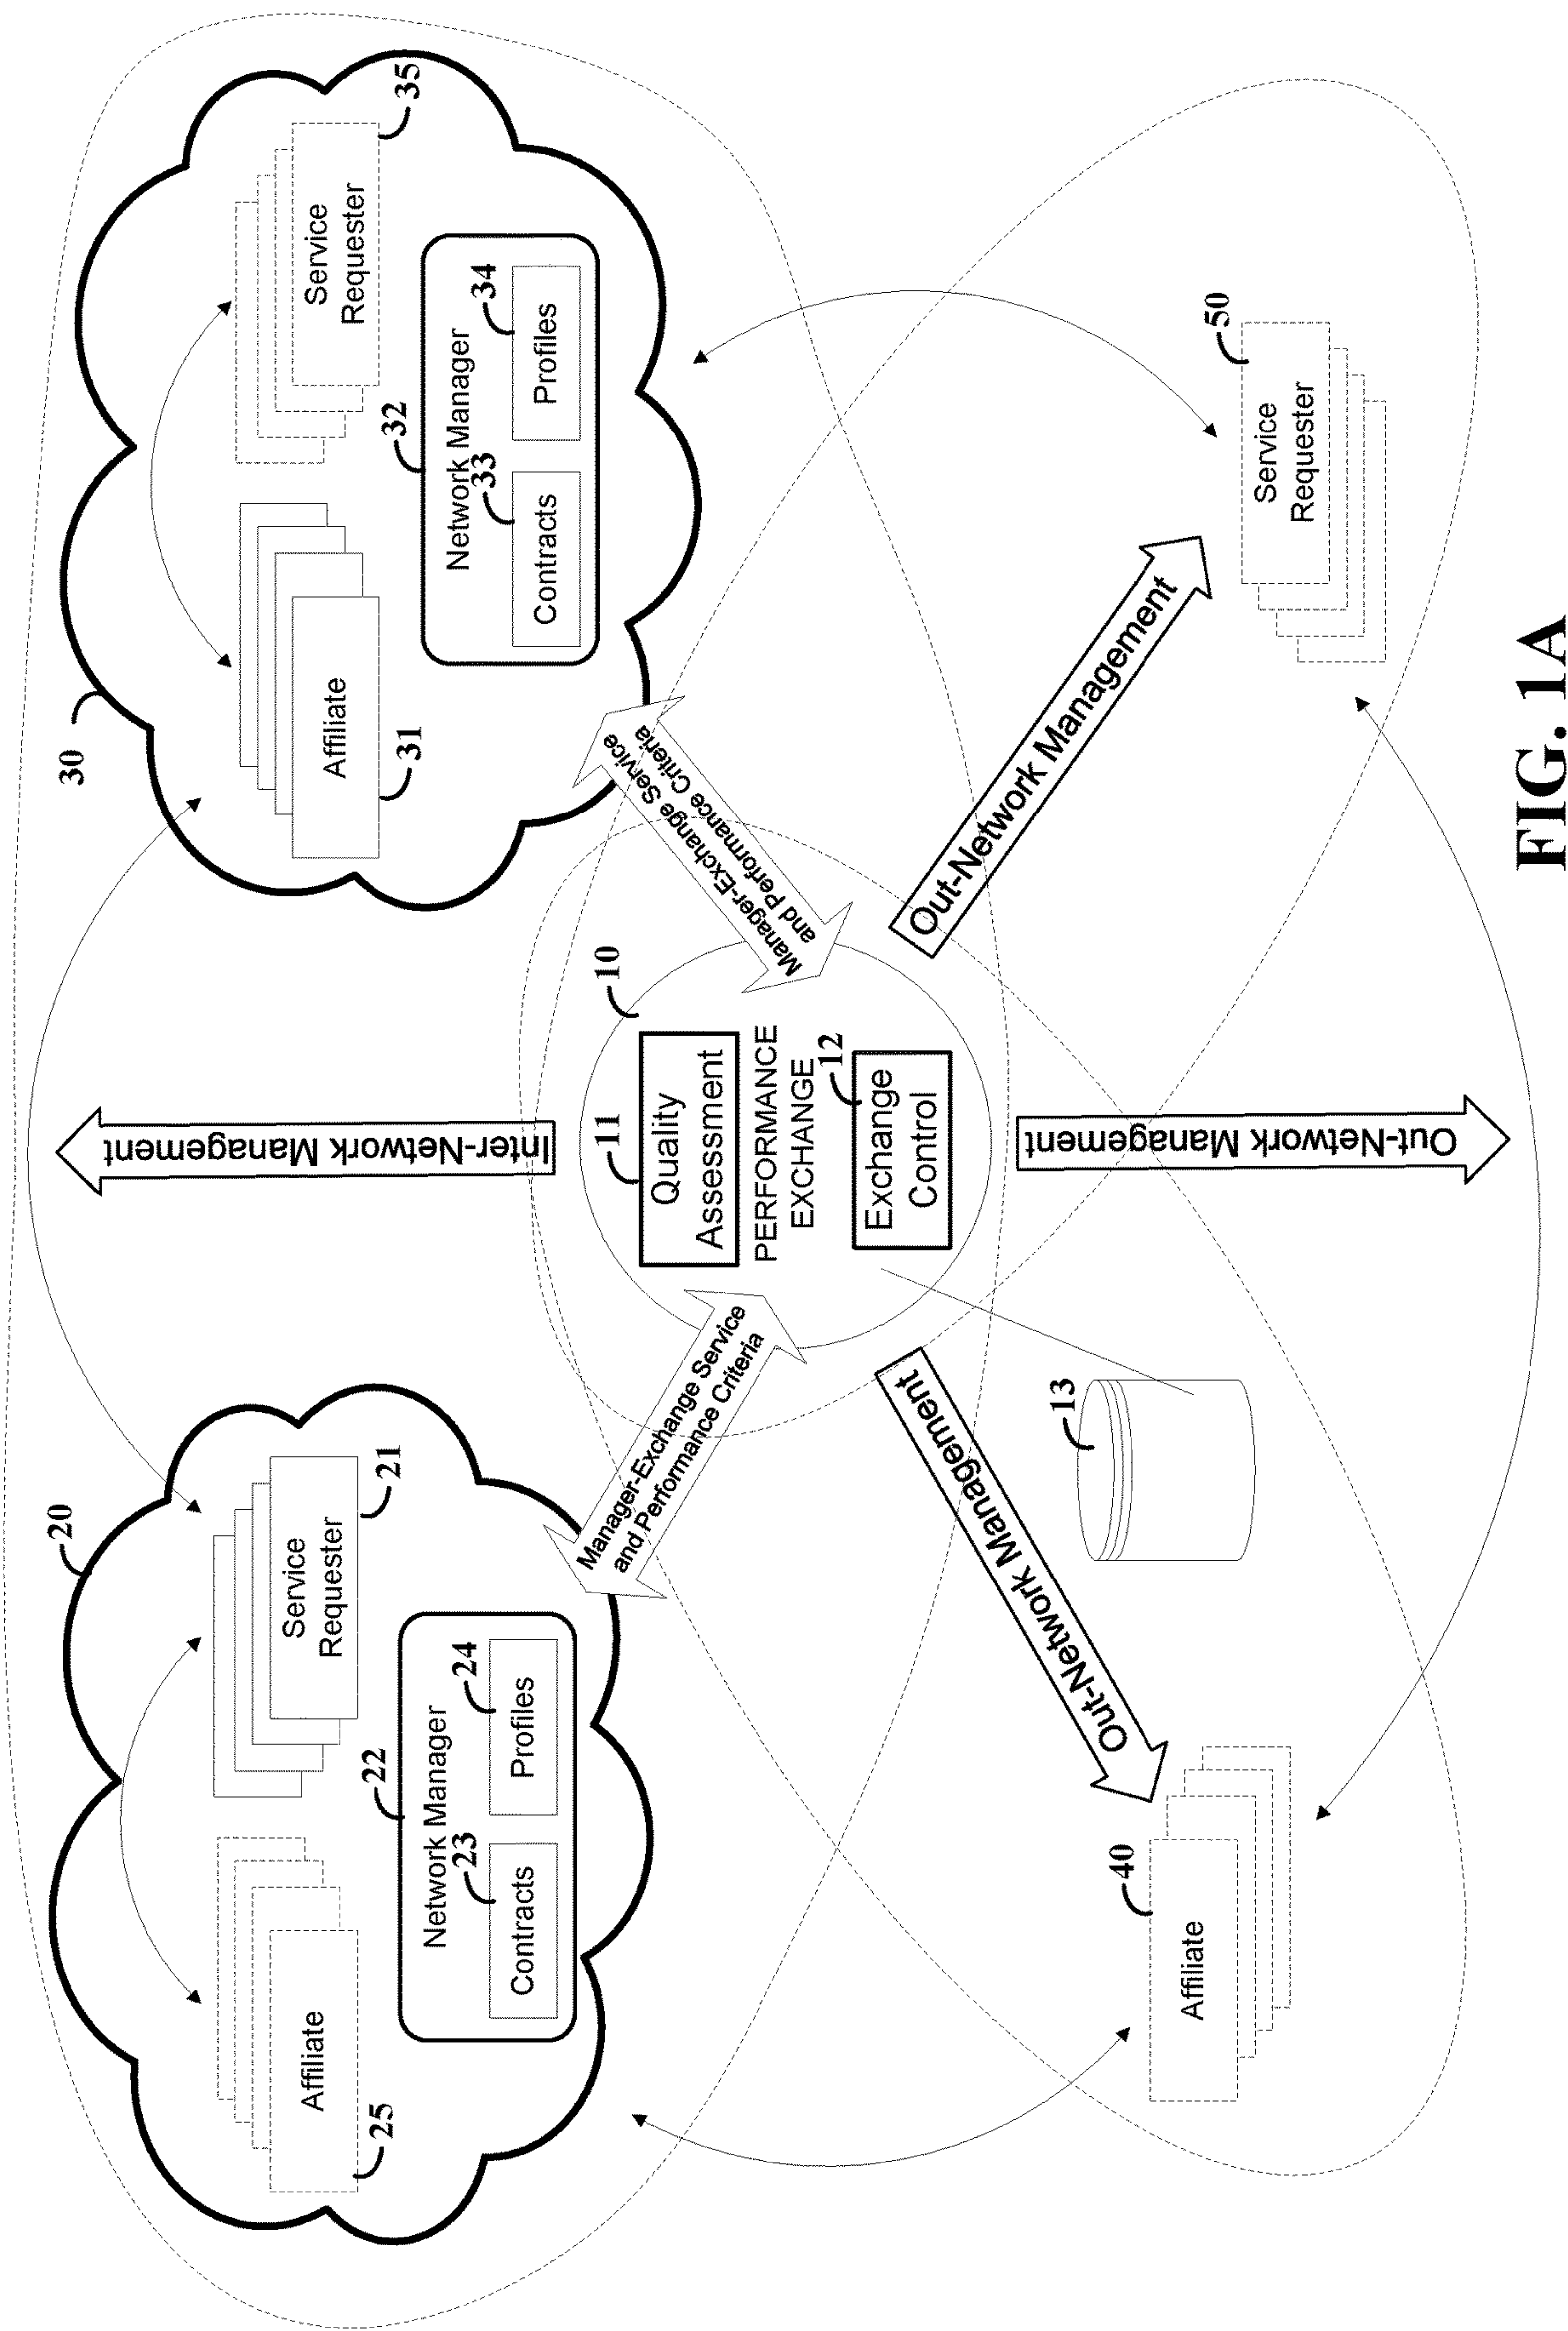 20
Service
Requester
21
Affiliate
25
22
Network Manager
23
Contracts
24
Profiles
30
Affiliate
31
Service
Requester
35
32
Network Manager
33
Contracts
34
Profiles
Inter-Network Management
Manager-Exchange Service
and Performance Criteria
Manager-Exchange Service
and Performance Criteria
10
11
Quality
Assessment
PERFORMANCE
EXCHANGE
12
Exchange
Control
13
Out-Network Management
Out-Network Management
Out-Network Management
40
Affiliate
50
Service
Requester
FIG. 1A